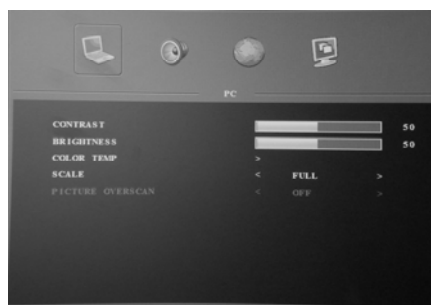 PC
CONTRAST 50
BRIGHTNESS 50
COLOR TEMP >
SCALE < FULL >
PICTURE OVERSCAN < OFF >